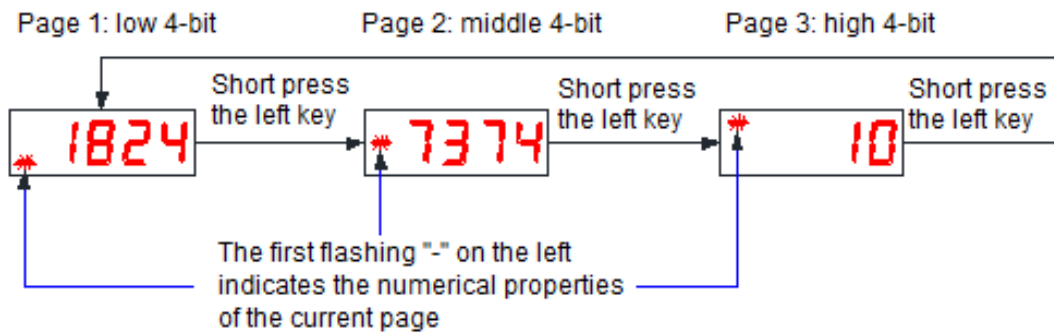 Page 1: low 4-bit
Page 2: middle 4-bit
Page 3: high 4-bit
Short press
the left key
Short press
the left key
Short press
the left key
1824
7374
10
The first flashing "-" on the left
indicates the numerical properties
of the current page